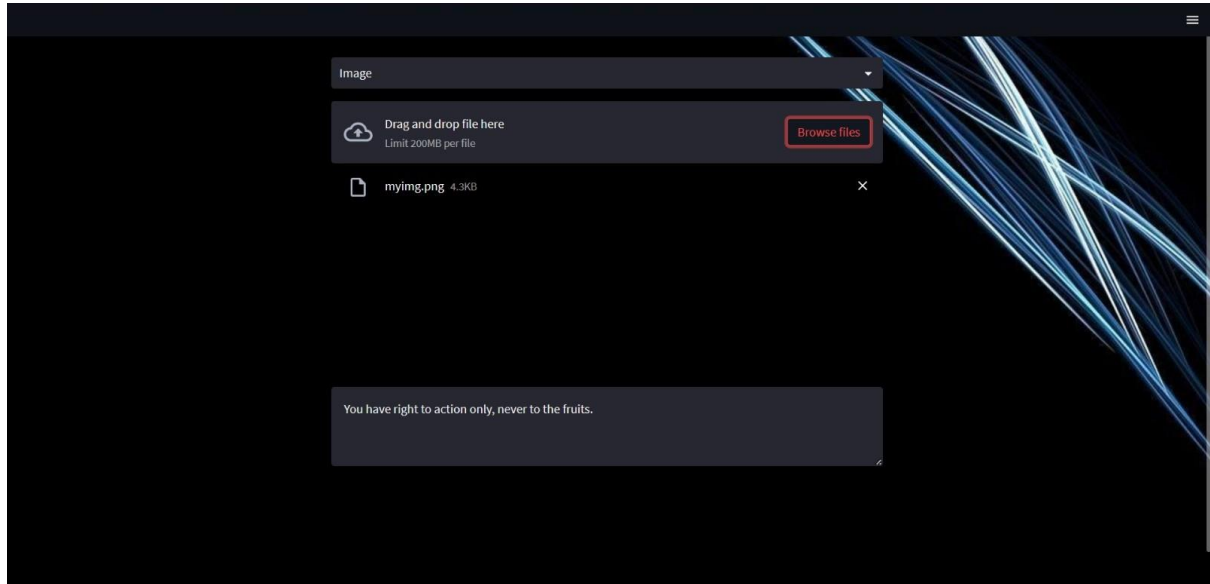 Image
Drag and drop file here
Limit 200MB per file
Browse files
myimg.png 4.3KB
You have right to action only, never to the fruits.